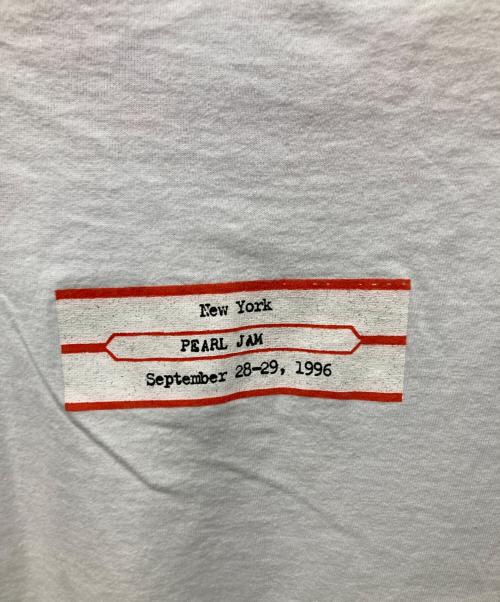 New York
PEARL JAM
September 28-29, 1996